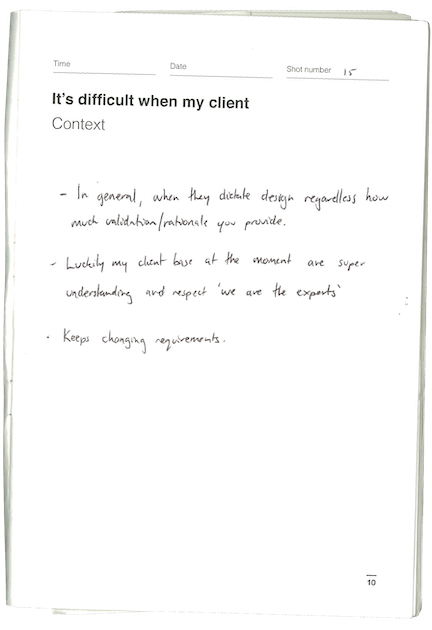 Time Date Shot number 15
It's difficult when my client
Context
- In general, when they dictate design regardless how
much validation/rationale you provide.
- Luckily my client base at the moment are super
understanding and respect 'we are the experts'
- Keeps changing requirements.
10